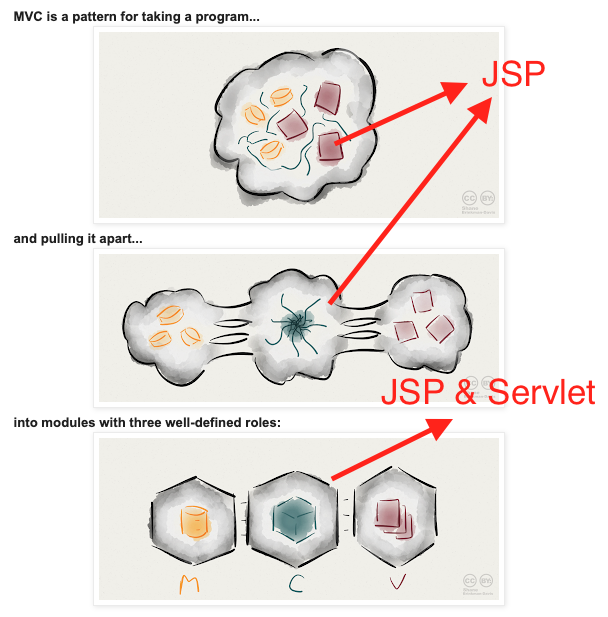 MVC is a pattern for taking a program...
JSP
and pulling it apart...
JSP & Servlet
into modules with three well-defined roles:
M
C
V